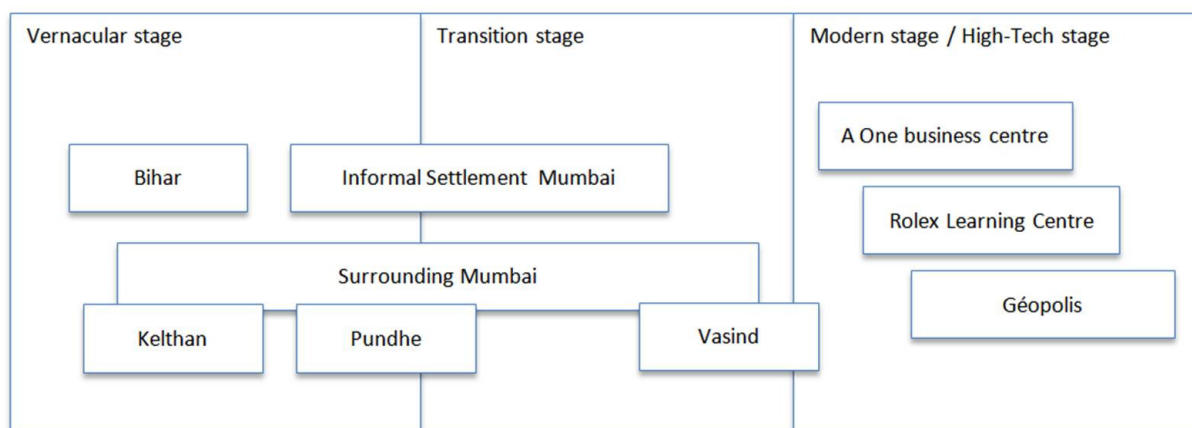 Vernacular stage
Transition stage
Modern stage / High-Tech stage
A One business centre
Bihar
Informal Settlement Mumbai
Rolex Learning Centre
Surrounding Mumbai
Géopolis
Kelthan
Pundhe
Vasind